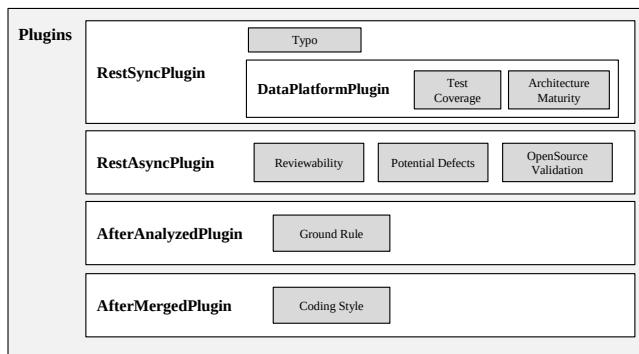 Plugins
RestSyncPlugin
Typo
DataPlatformPlugin
Test
Coverage
Architecture
Maturity
RestAsyncPlugin
Reviewability
Potential Defects
OpenSource
Validation
AfterAnalyzedPlugin
Ground Rule
AfterMergedPlugin
Coding Style